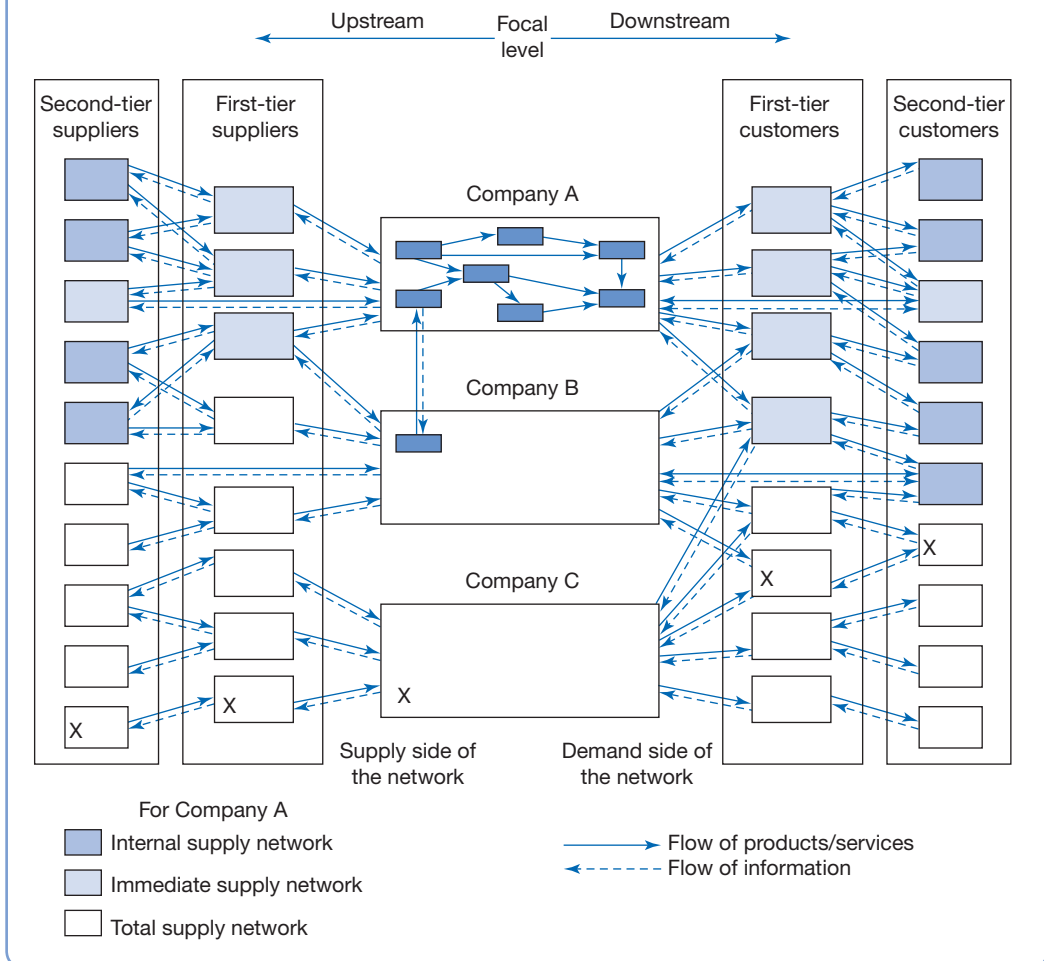 Upstream
Focal
level
Downstream
Second-tier
suppliers
First-tier
suppliers
First-tier
customers
Second-tier
customers
Company A
Company B
Company C
X
X
X
X
X
Supply side of
the network
Demand side of
the network
For Company A
Internal supply network
Immediate supply network
Total supply network
Flow of products/services
Flow of information